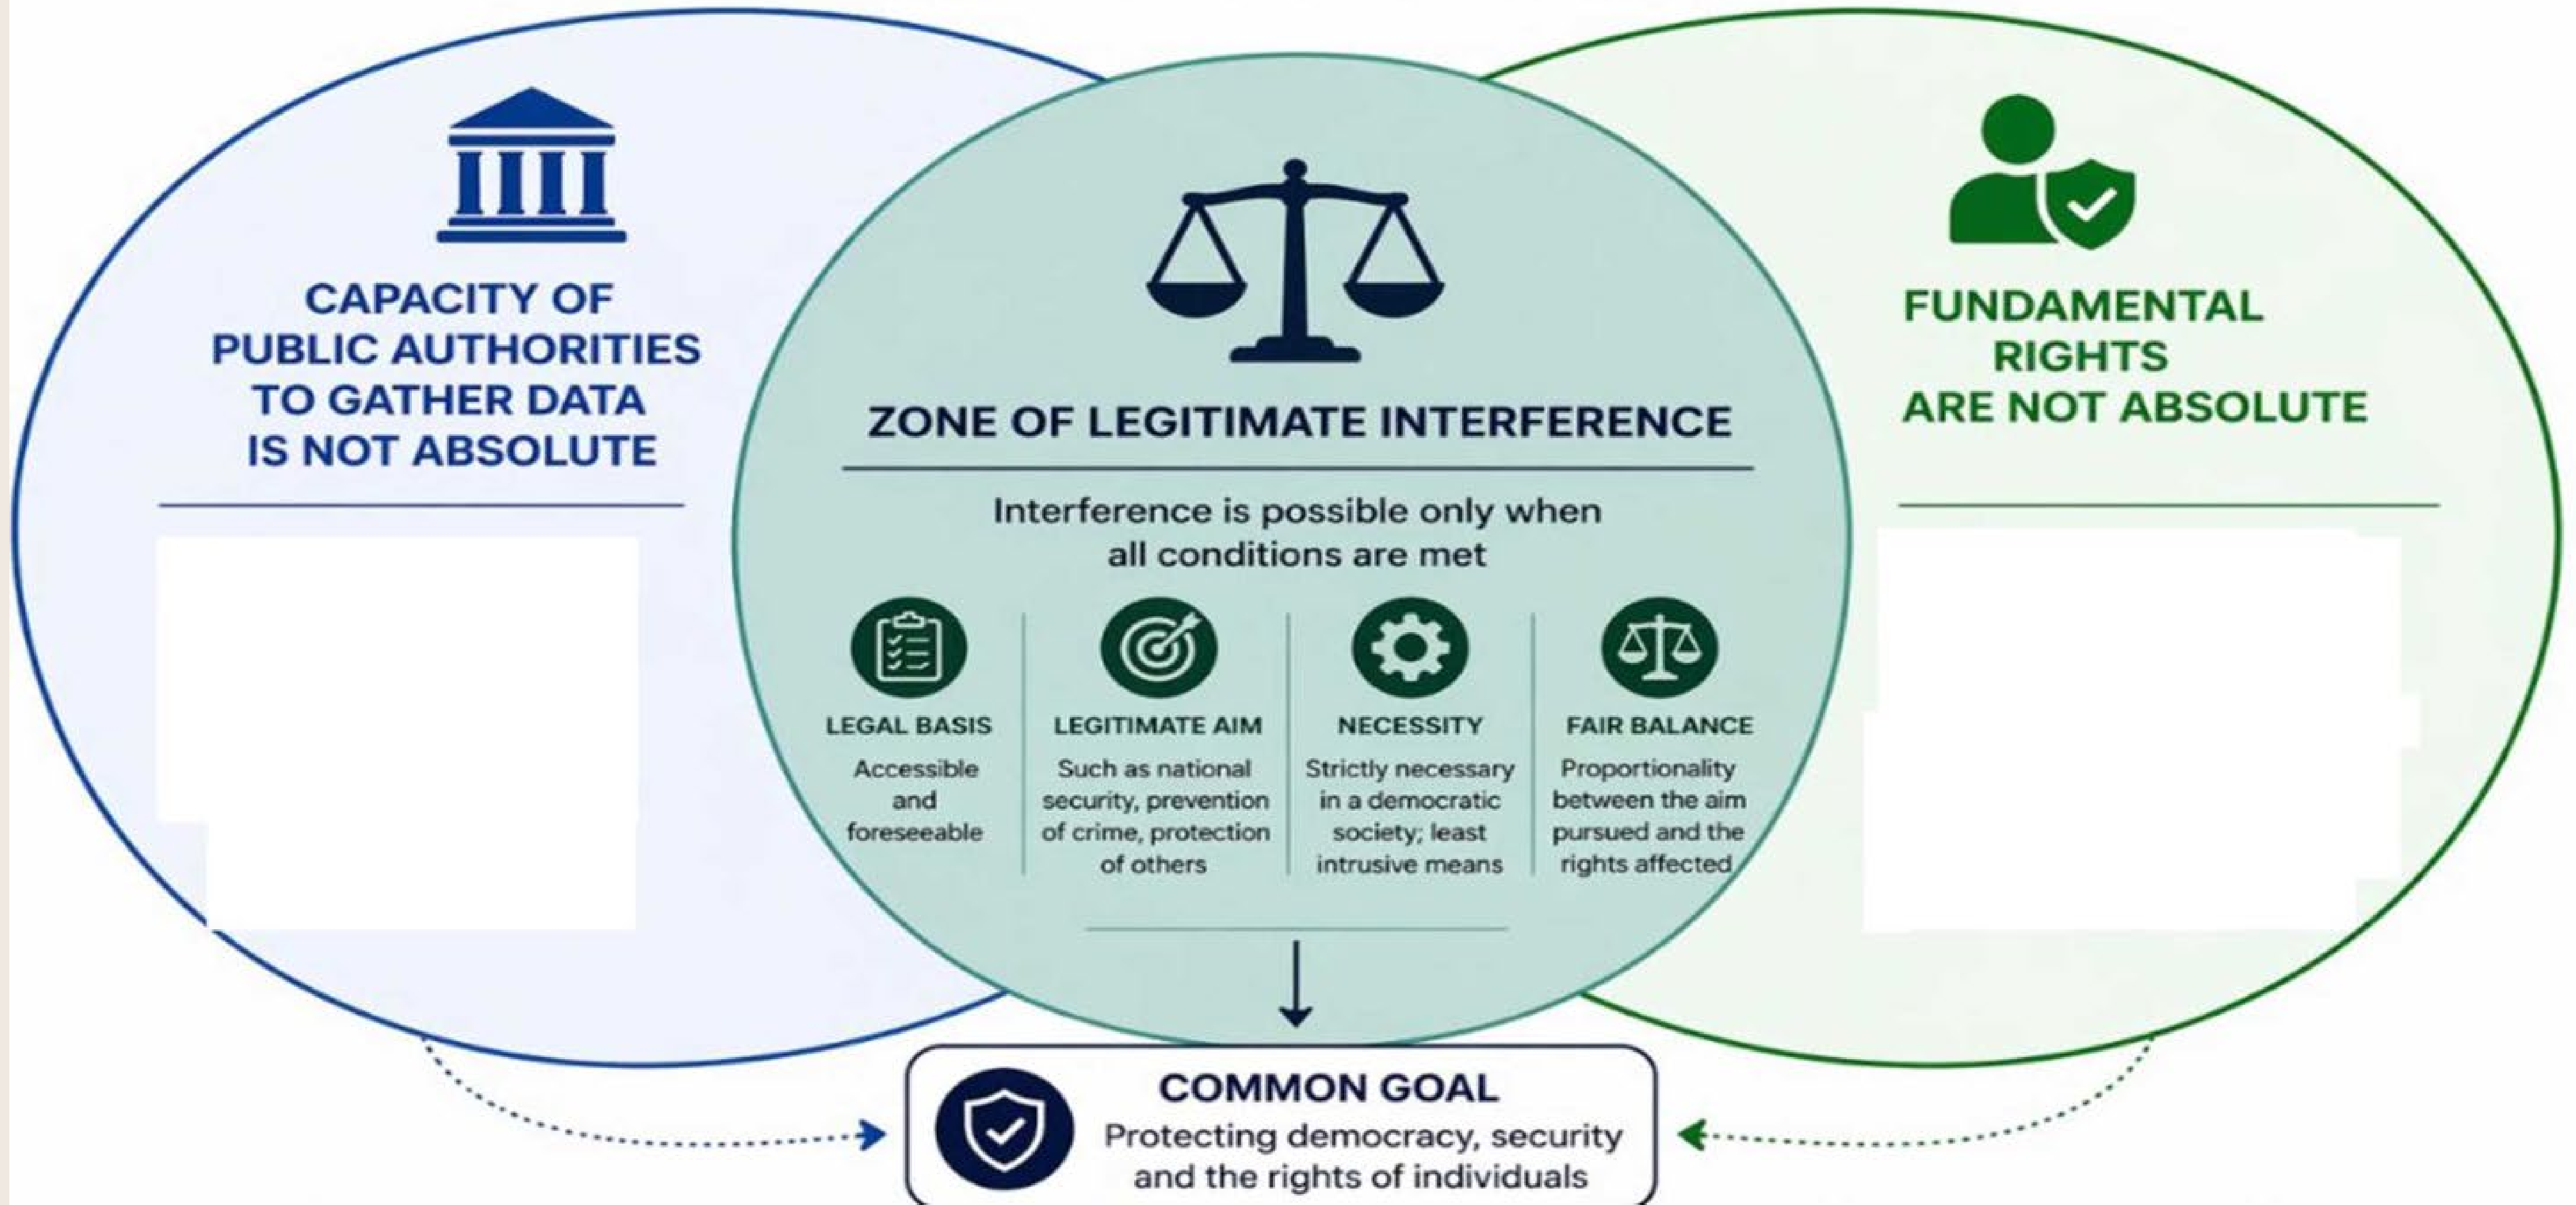 CAPACITY OF
PUBLIC AUTHORITIES
TO GATHER DATA
IS NOT ABSOLUTE
ZONE OF LEGITIMATE INTERFERENCE
Interference is possible only when
all conditions are met
LEGAL BASIS
Accessible
and
foreseeable
LEGITIMATE AIM
Such as national
security, prevention
of crime, protection
of others
NECESSITY
Strictly necessary
in a democratic
society; least
intrusive means
FAIR BALANCE
Proportionality
between the aim
pursued and the
rights affected
FUNDAMENTAL
RIGHTS
ARE NOT ABSOLUTE
COMMON GOAL
Protecting democracy, security
and the rights of individuals